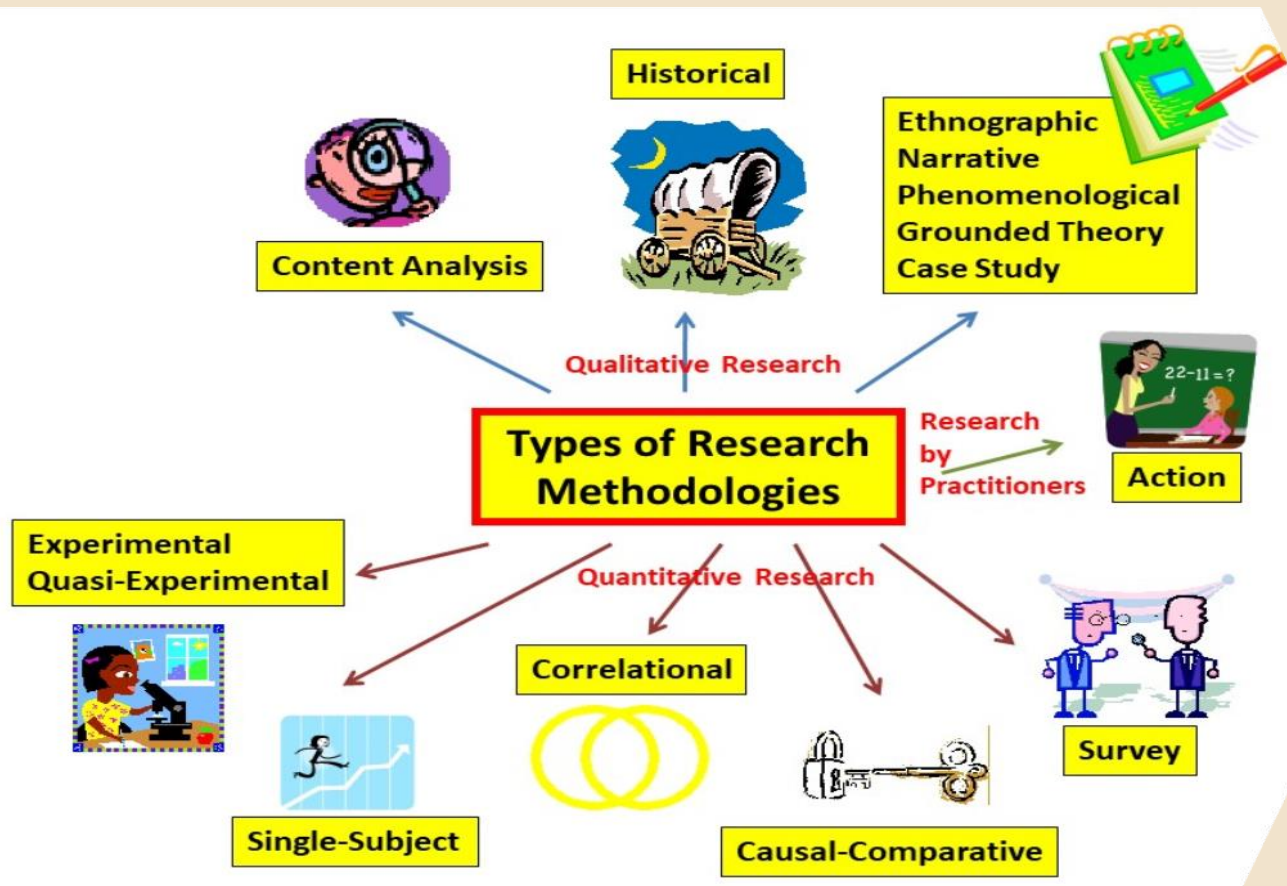 Historical
Content Analysis
Ethnographic
Narrative
Phenomenological
Grounded Theory
Case Study
Qualitative Research
Types of Research
Methodologies
Research
by
Practitioners
22-11=?
Action
Experimental
Quasi-Experimental
Quantitative Research
Correlational
Survey
Single-Subject
Causal-Comparative